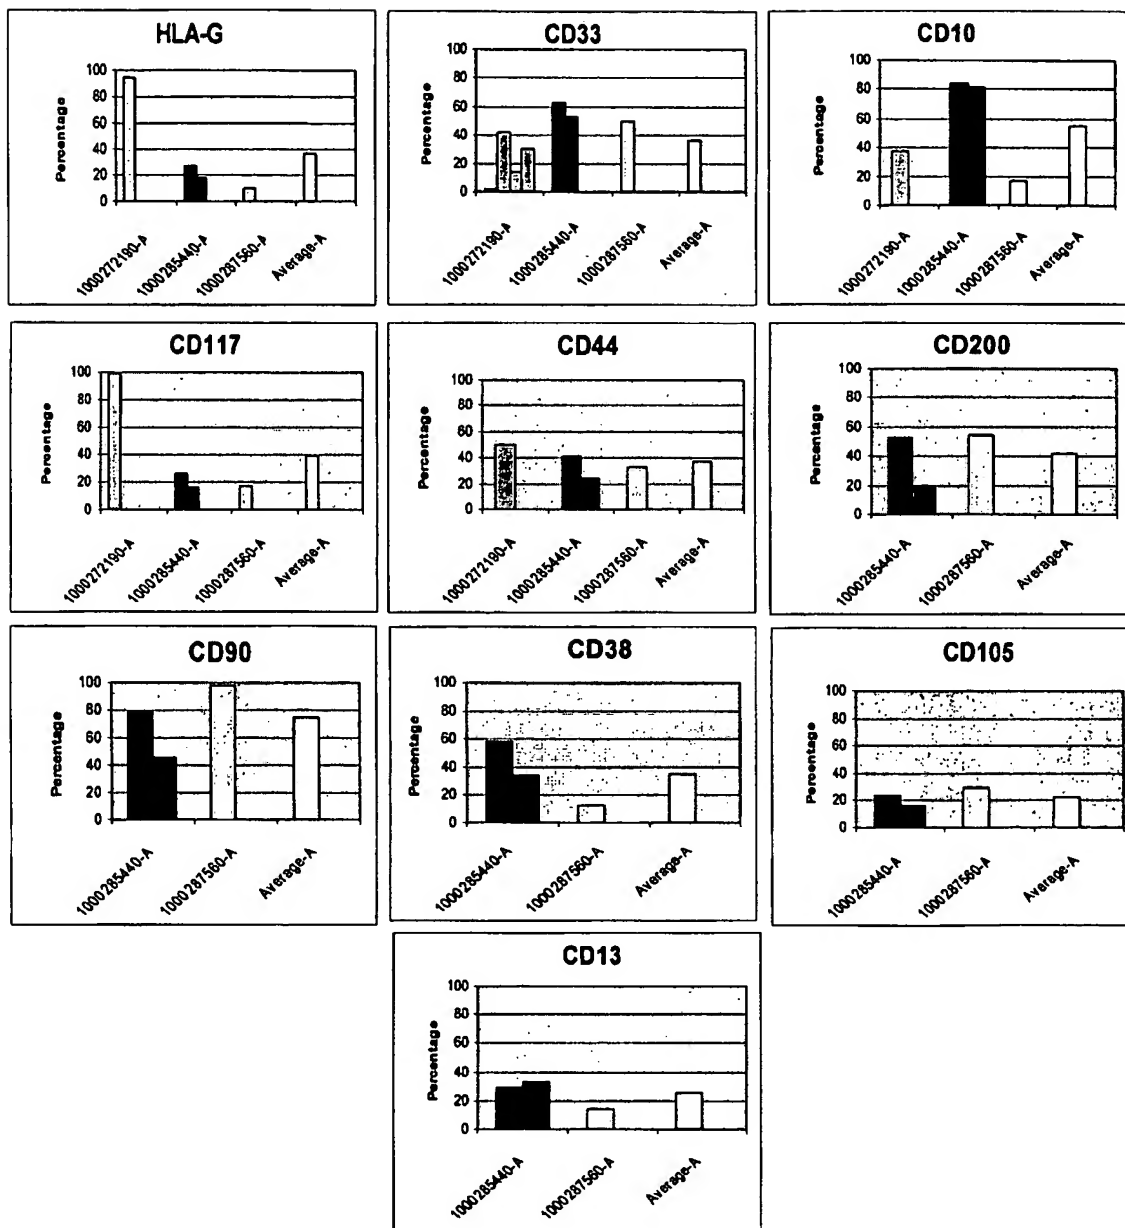 HLA-G
Percentage
100
80
60
40
20
0
1000272190-A
1000285440-A
1000287560-A
Average-A
CD33
Percentage
100
80
60
40
20
0
1000272190-A
1000285440-A
1000287560-A
Average-A
CD10
Percentage
100
80
60
40
20
0
1000272190-A
1000285440-A
1000287560-A
Average-A
CD117
Percentage
100
80
60
40
20
0
1000272190-A
1000285440-A
1000287560-A
Average-A
CD44
Percentage
100
80
60
40
20
0
1000272190-A
1000285440-A
1000287560-A
Average-A
CD200
Percentage
100
80
60
40
20
0
1000285440-A
1000287560-A
Average-A
CD90
Percentage
100
80
60
40
20
0
1000285440-A
1000287560-A
Average-A
CD38
Percentage
100
80
60
40
20
0
1000285440-A
1000287560-A
Average-A
CD105
Percentage
100
80
60
40
20
0
1000285440-A
1000287560-A
Average-A
CD13
Percentage
100
80
60
40
20
0
1000285440-A
1000287560-A
Average-A